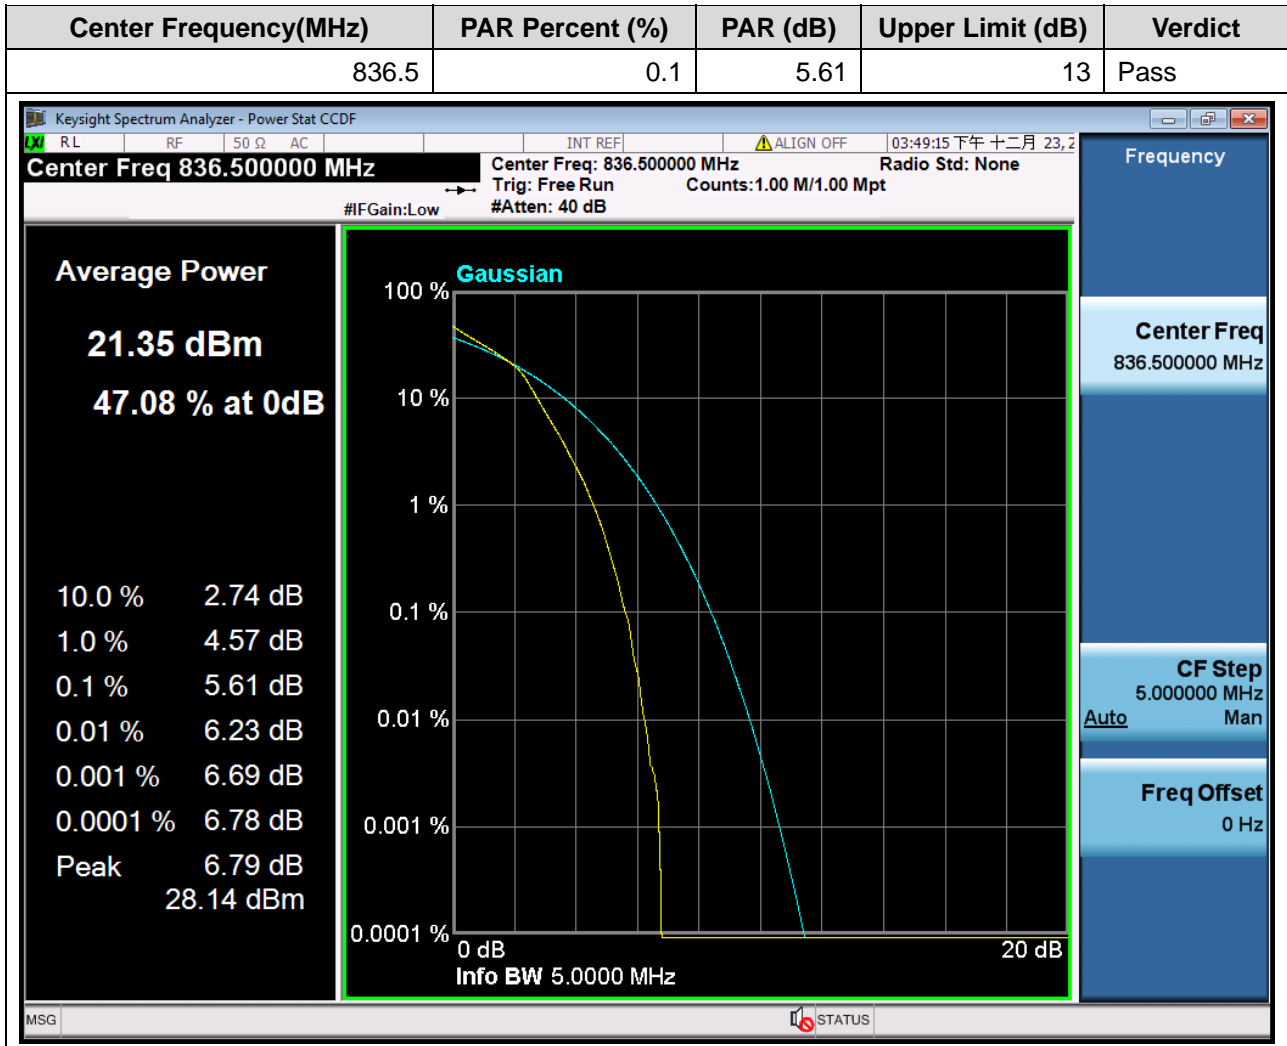 Center Frequency(MHz) PAR Percent (%) PAR (dB) Upper Limit (dB) Verdict
836.5 0.1 5.61 13 Pass
Keysight Spectrum Analyzer - Power Stat CCDF
LXI RL RF 50 Ω AC INT REF ALIGN OFF 03:49:15 下午 十二月 23, 2
Center Freq 836.500000 MHz
Center Freq: 836.500000 MHz Radio Std: None
Trig: Free Run Counts:1.00 M/1.00 Mpt
#IFGain:Low #Atten: 40 dB
Average Power
21.35 dBm
47.08 % at 0dB
10.0 % 2.74 dB
1.0 % 4.57 dB
0.1 % 5.61 dB
0.01 % 6.23 dB
0.001 % 6.69 dB
0.0001 % 6.78 dB
Peak 6.79 dB
28.14 dBm
Gaussian
100 %
10 %
1 %
0.1 %
0.01 %
0.001 %
0.0001 %
0 dB 20 dB
Info BW 5.0000 MHz
Frequency
Center Freq
836.500000 MHz
CF Step
5.000000 MHz
Auto Man
Freq Offset
0 Hz
MSG STATUS